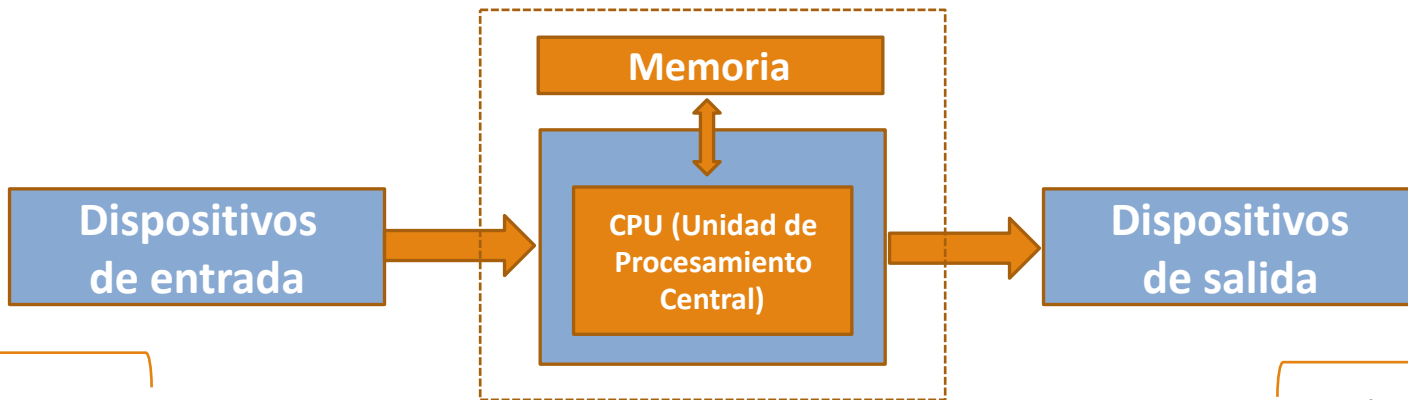 Memoria
Dispositivos
de entrada
CPU (Unidad de
Procesamiento
Central)
Dispositivos
de salida